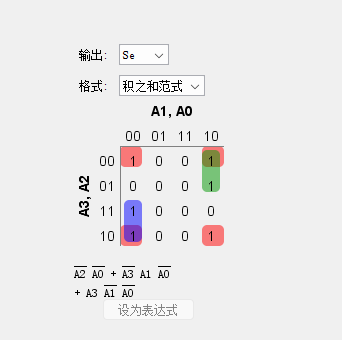 输出: Se
格式: 积之和范式
A1, A0
00 01 11 10
A3, A2
00 1 0 0 1
01 0 0 0 1
11 1 0 0 0
10 1 0 0 1
A̅2̅ A̅0̅ + A̅3̅ A1 A̅0̅
+ A3 A̅1̅ A̅0̅
设为表达式